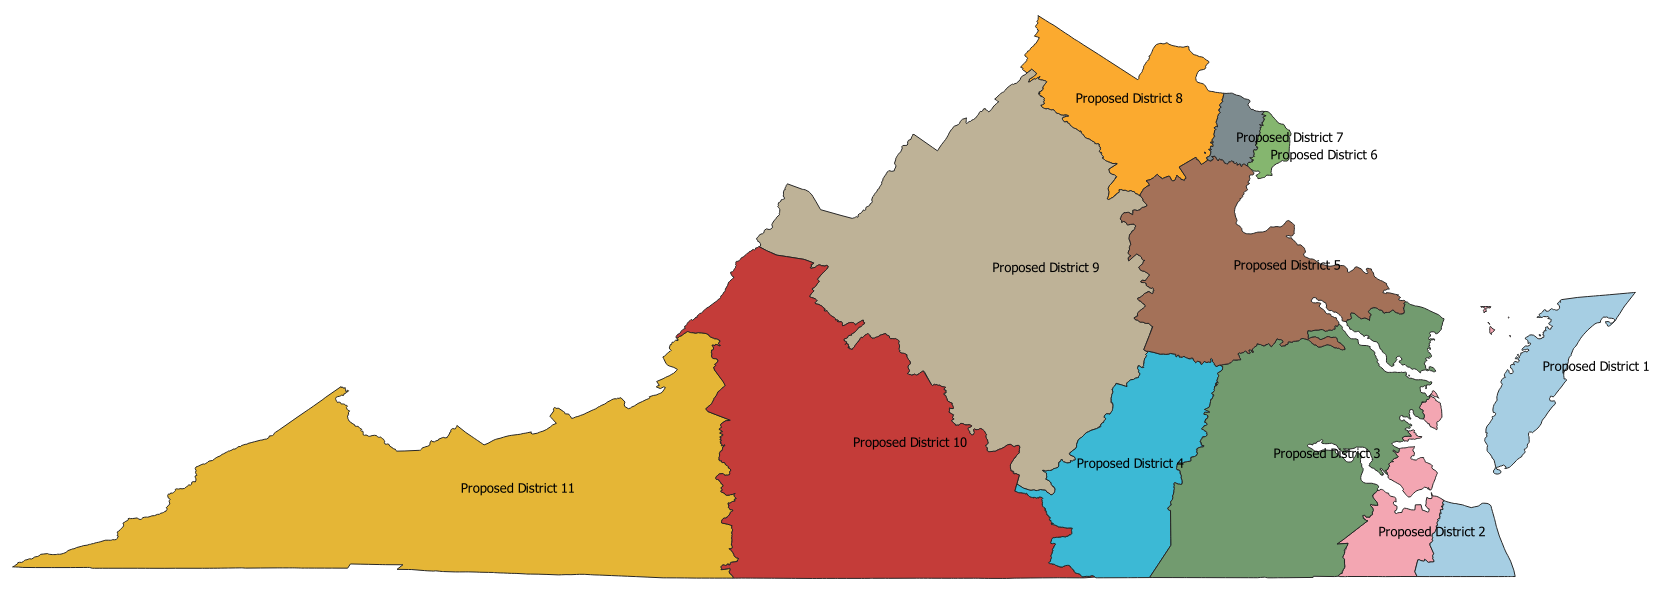 Proposed District 8
Proposed District 7
Proposed District 6
Proposed District 9
Proposed District 5
Proposed District 1
Proposed District 10
Proposed District 3
Proposed District 4
Proposed District 11
Proposed District 2